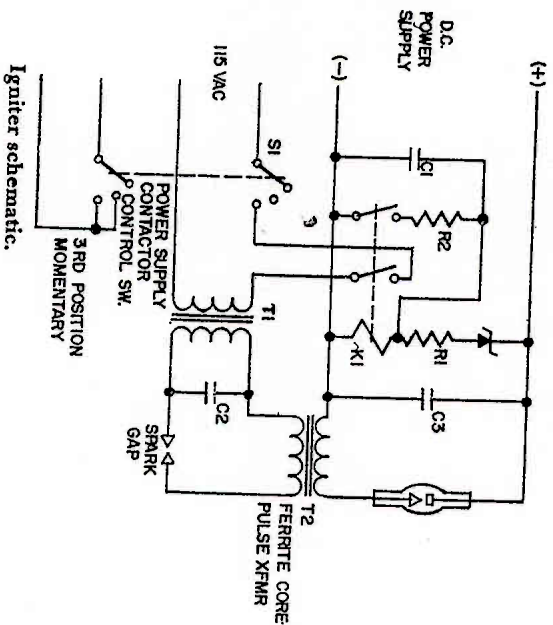 D.C.
POWER
SUPPLY
(+)
(-)
C1
R2
R1
K1
C3
115 VAC
S1
T1
C2
T2
FERRITE CORE
PULSE XFMR
SPARK
GAP
POWER SUPPLY
CONTACTOR
CONTROL SW.
3RD POSITION
MOMENTARY
Igniter schematic.